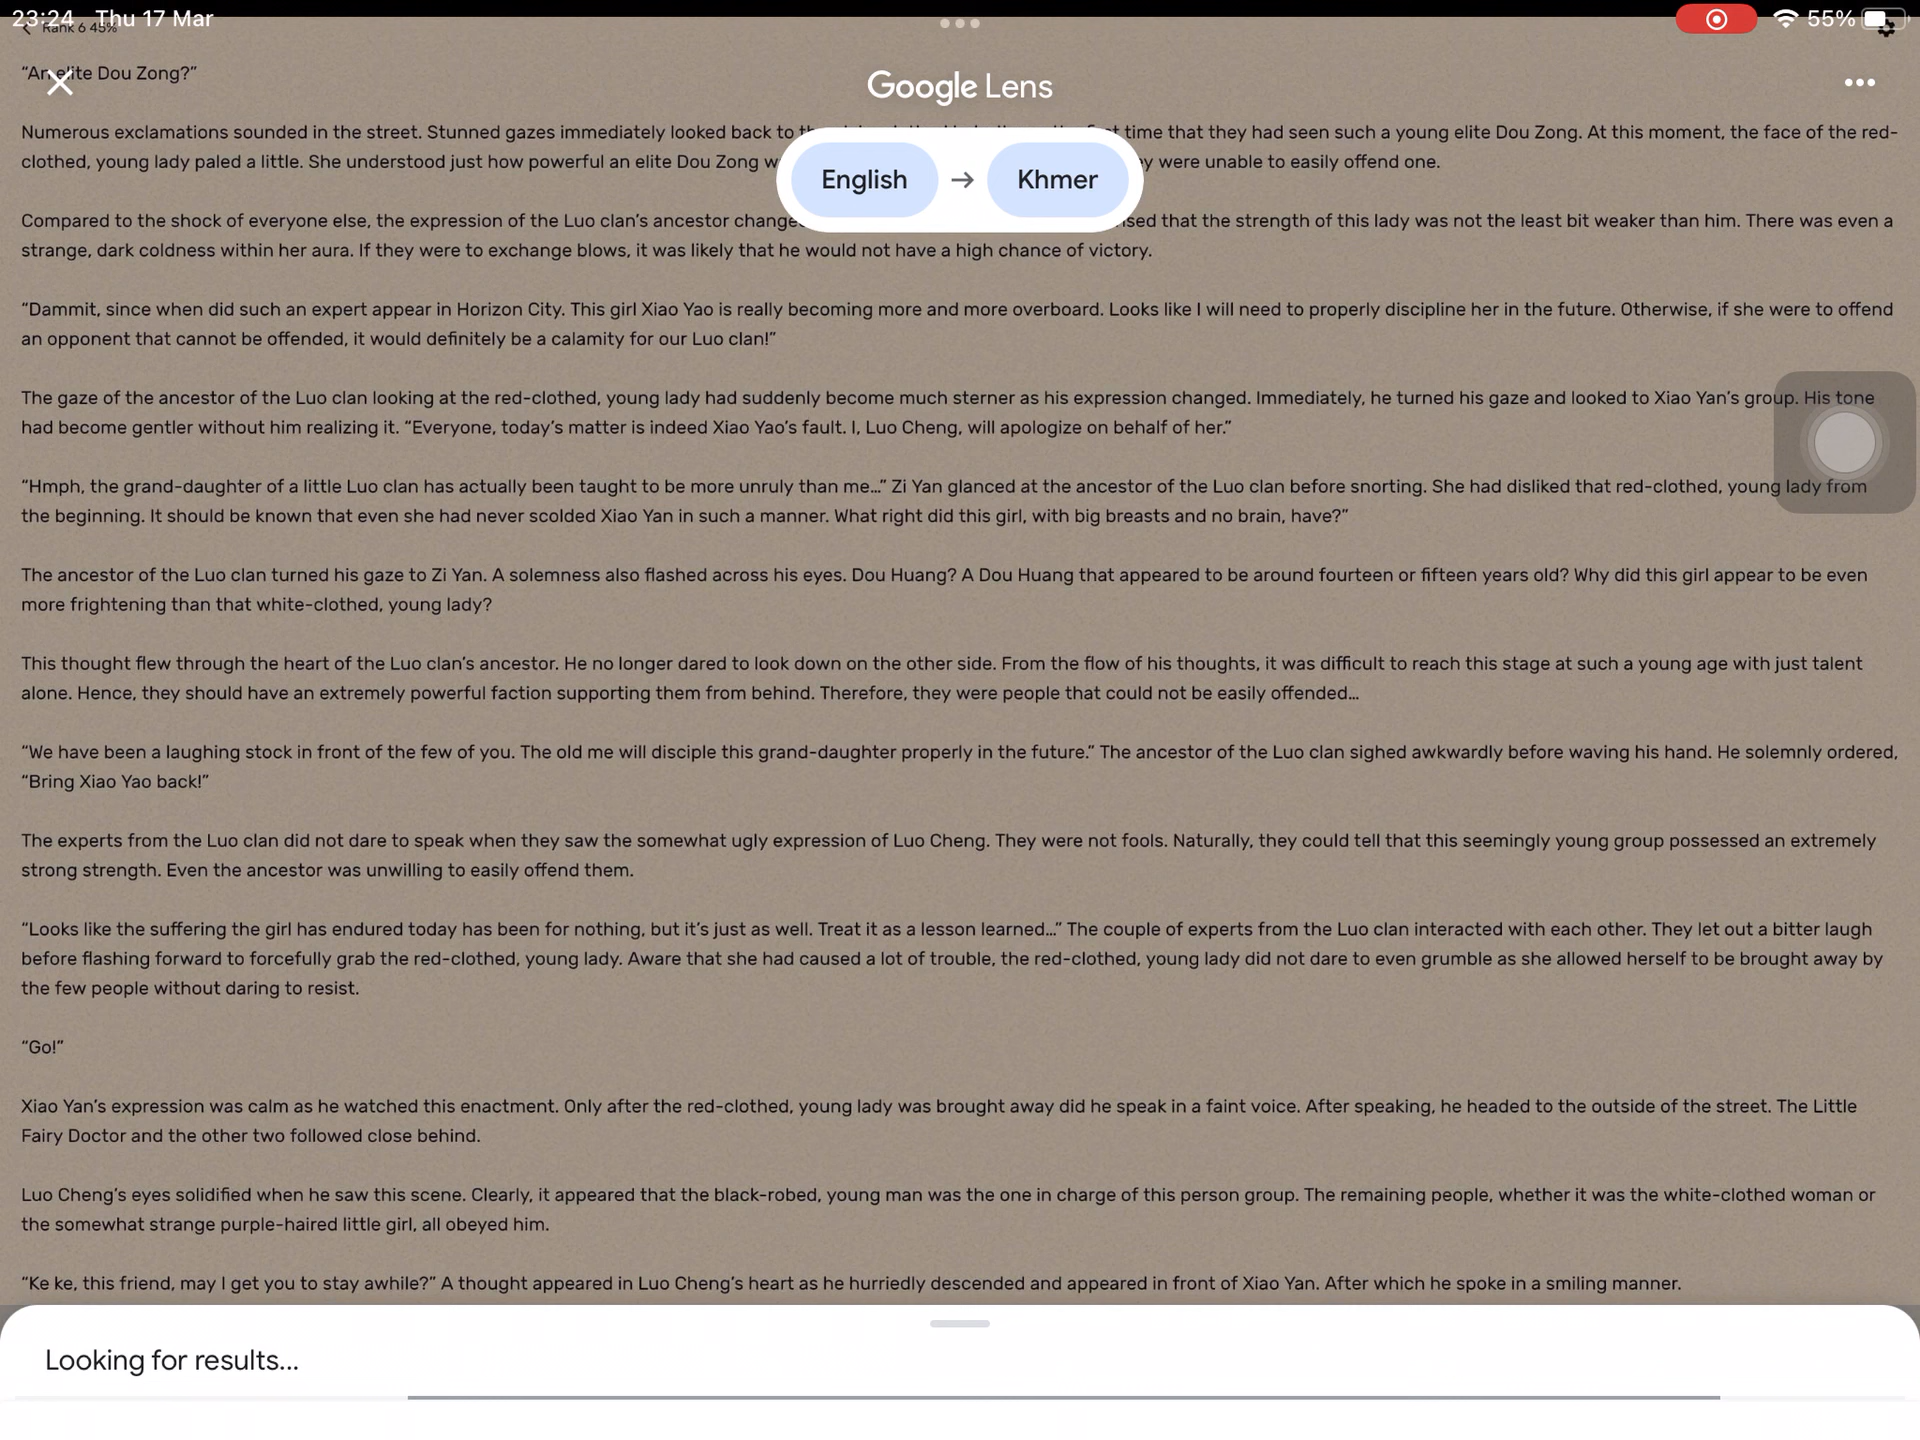 23:24 Thu 17 Mar
55%
Rank 6 45%
“An elite Dou Zong?”
Google Lens
Numerous exclamations sounded in the street. Stunned gazes immediately looked back to time that they had seen such a young elite Dou Zong. At this moment, the face of the red-
clothed, young lady paled a little. She understood just how powerful an elite Dou Zong were unable to easily offend one.
English → Khmer
Compared to the shock of everyone else, the expression of the Luo clan’s ancestor that the strength of this lady was not the least bit weaker than him. There was even a
strange, dark coldness within her aura. If they were to exchange blows, it was likely that he would not have a high chance of victory.
“Dammit, since when did such an expert appear in Horizon City. This girl Xiao Yao is really becoming more and more overboard. Looks like I will need to properly discipline her in the future. Otherwise, if she were to offend
an opponent that cannot be offended, it would definitely be a calamity for our Luo clan!”
The gaze of the ancestor of the Luo clan looking at the red-clothed, young lady had suddenly become much sterner as his expression changed. Immediately, he turned his gaze and looked to Xiao Yan’s group. His tone
had become gentler without him realizing it. “Everyone, today’s matter is indeed Xiao Yao’s fault. I, Luo Cheng, will apologize on behalf of her.”
“Hmph, the grand-daughter of a little Luo clan has actually been taught to be more unruly than me…” Zi Yan glanced at the ancestor of the Luo clan before snorting. She had disliked that red-clothed, young lady from
the beginning. It should be known that even she had never scolded Xiao Yan in such a manner. What right did this girl, with big breasts and no brain, have?”
The ancestor of the Luo clan turned his gaze to Zi Yan. A solemness also flashed across his eyes. Dou Huang? A Dou Huang that appeared to be around fourteen or fifteen years old? Why did this girl appear to be even
more frightening than that white-clothed, young lady?
This thought flew through the heart of the Luo clan’s ancestor. He no longer dared to look down on the other side. From the flow of his thoughts, it was difficult to reach this stage at such a young age with just talent
alone. Hence, they should have an extremely powerful faction supporting them from behind. Therefore, they were people that could not be easily offended…
“We have been a laughing stock in front of the few of you. The old me will disciple this grand-daughter properly in the future.” The ancestor of the Luo clan sighed awkwardly before waving his hand. He solemnly ordered,
“Bring Xiao Yao back!”
The experts from the Luo clan did not dare to speak when they saw the somewhat ugly expression of Luo Cheng. They were not fools. Naturally, they could tell that this seemingly young group possessed an extremely
strong strength. Even the ancestor was unwilling to easily offend them.
“Looks like the suffering the girl has endured today has been for nothing, but it’s just as well. Treat it as a lesson learned…” The couple of experts from the Luo clan interacted with each other. They let out a bitter laugh
before flashing forward to forcefully grab the red-clothed, young lady. Aware that she had caused a lot of trouble, the red-clothed, young lady did not dare to even grumble as she allowed herself to be brought away by
the few people without daring to resist.
“Go!”
Xiao Yan’s expression was calm as he watched this enactment. Only after the red-clothed, young lady was brought away did he speak in a faint voice. After speaking, he headed to the outside of the street. The Little
Fairy Doctor and the other two followed close behind.
Luo Cheng’s eyes solidified when he saw this scene. Clearly, it appeared that the black-robed, young man was the one in charge of this person group. The remaining people, whether it was the white-clothed woman or
the somewhat strange purple-haired little girl, all obeyed him.
“Ke ke, this friend, may I get you to stay awhile?” A thought appeared in Luo Cheng’s heart as he hurriedly descended and appeared in front of Xiao Yan. After which he spoke in a smiling manner.
Looking for results...